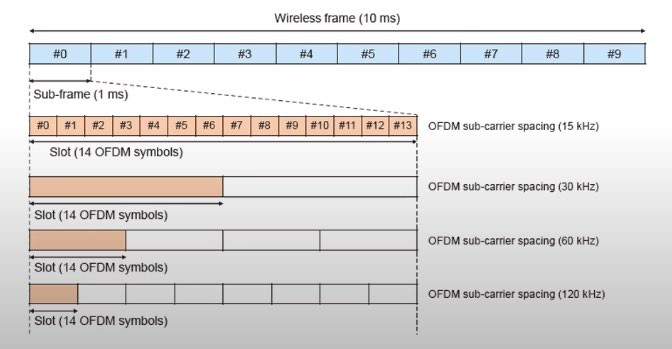 Wireless frame (10 ms)
#0 #1 #2 #3 #4 #5 #6 #7 #8 #9
Sub-frame (1 ms)
#0 #1 #2 #3 #4 #5 #6 #7 #8 #9 #10 #11 #12 #13 OFDM sub-carrier spacing (15 kHz)
Slot (14 OFDM symbols)
OFDM sub-carrier spacing (30 kHz)
Slot (14 OFDM symbols)
OFDM sub-carrier spacing (60 kHz)
Slot (14 OFDM symbols)
OFDM sub-carrier spacing (120 kHz)
Slot (14 OFDM symbols)